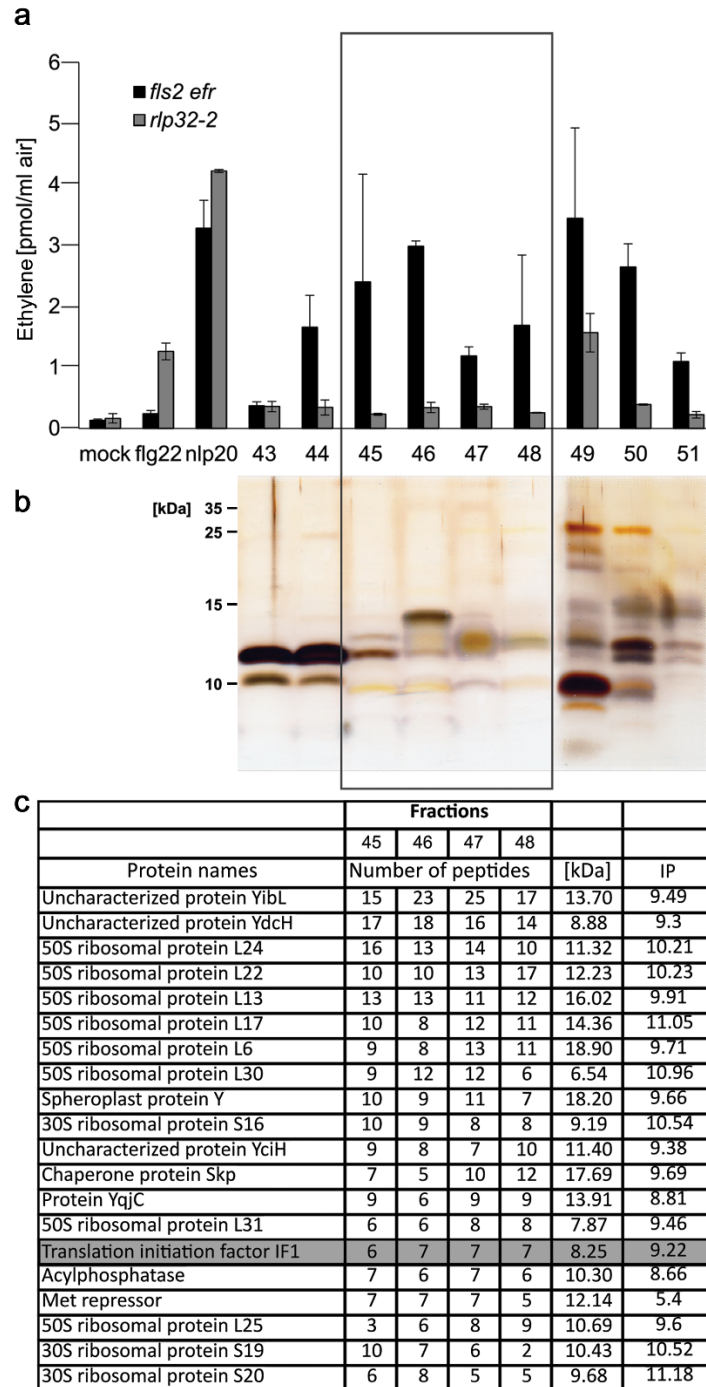 a
6
5
4
3
2
1
0
Ethylene [pmol/ml air]
fls2 efr
rlp32-2
mock flg22 nlp20 43 44 45 46 47 48 49 50 51
b
[kDa]
35
25
15
10
c
Fractions
45 46 47 48
Protein names Number of peptides [kDa] IP
Uncharacterized protein YibL 15 23 25 17 13.70 9.49
Uncharacterized protein YdcH 17 18 16 14 8.88 9.3
50S ribosomal protein L24 16 13 14 10 11.32 10.21
50S ribosomal protein L22 10 10 13 17 12.23 10.23
50S ribosomal protein L13 13 13 11 12 16.02 9.91
50S ribosomal protein L17 10 8 12 11 14.36 11.05
50S ribosomal protein L6 9 8 13 11 18.90 9.71
50S ribosomal protein L30 9 12 12 6 6.54 10.96
Spheroplast protein Y 10 9 11 7 18.20 9.66
30S ribosomal protein S16 10 9 8 8 9.19 10.54
Uncharacterized protein YciH 9 8 7 10 11.40 9.38
Chaperone protein Skp 7 5 10 12 17.69 9.69
Protein YqjC 9 6 9 9 13.91 8.81
50S ribosomal protein L31 6 6 8 8 7.87 9.46
Translation initiation factor IF1 6 7 7 7 8.25 9.22
Acylphosphatase 7 6 7 6 10.30 8.66
Met repressor 7 7 7 5 12.14 5.4
50S ribosomal protein L25 3 6 8 9 10.69 9.6
30S ribosomal protein S19 10 7 6 2 10.43 10.52
30S ribosomal protein S20 6 8 5 5 9.68 11.18